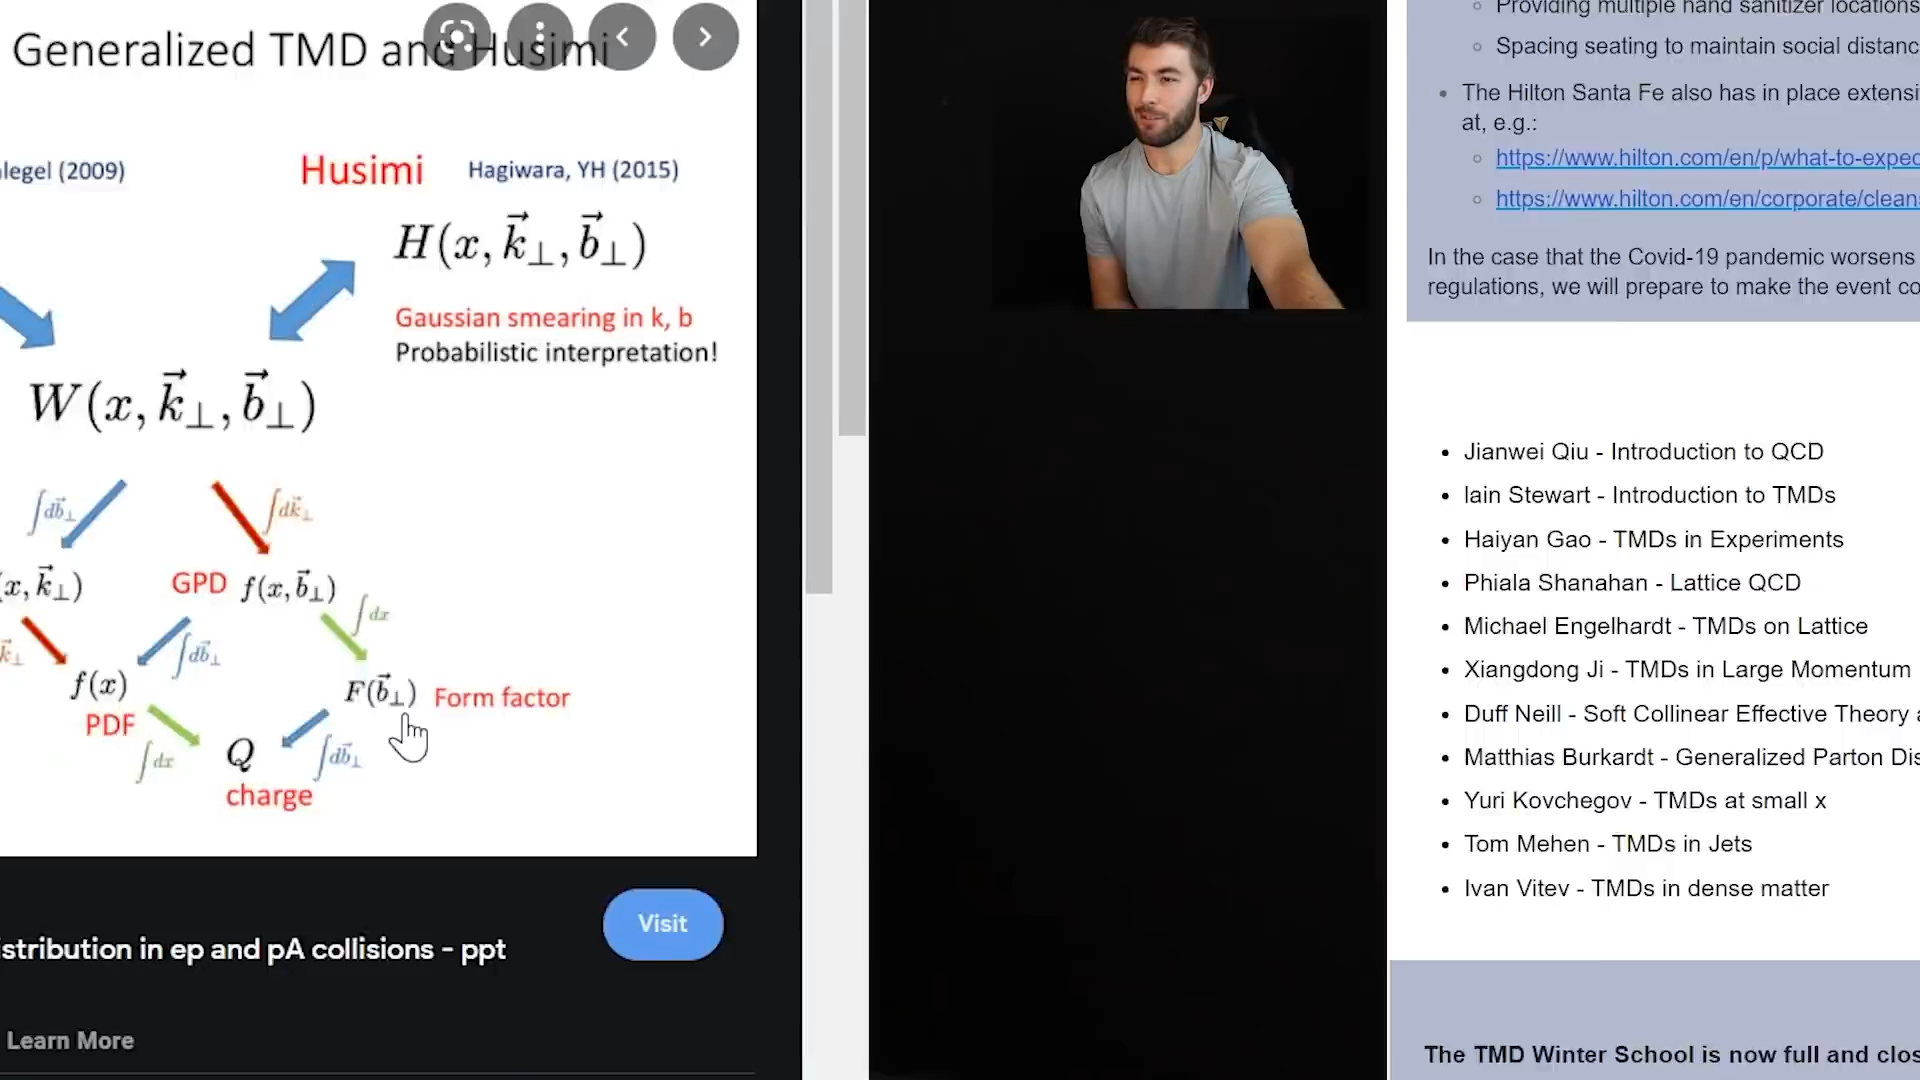 Generalized TMD and Husimi
legel (2009)
Husimi
Hagiwara, YH (2015)
H(x, k⃗⊥, b⃗⊥)
Gaussian smearing in k, b
Probabilistic interpretation!
W(x, k⃗⊥, b⃗⊥)
∫db⃗⊥
∫dk⃗⊥
x, k⃗⊥)
GPD f(x, b⃗⊥)
∫dx
k⃗⊥
∫db⃗⊥
f(x)
PDF
F(b⃗⊥) Form factor
∫dx
Q
charge
∫db⃗⊥
Visit
stribution in ep and pA collisions - ppt
Learn More
Providing multiple hand sanitizer locations
Spacing seating to maintain social distanc
The Hilton Santa Fe also has in place extensi
at, e.g.:
https://www.hilton.com/en/p/what-to-expec
https://www.hilton.com/en/corporate/clean
In the case that the Covid-19 pandemic worsens
regulations, we will prepare to make the event co
Jianwei Qiu - Introduction to QCD
Iain Stewart - Introduction to TMDs
Haiyan Gao - TMDs in Experiments
Phiala Shanahan - Lattice QCD
Michael Engelhardt - TMDs on Lattice
Xiangdong Ji - TMDs in Large Momentum
Duff Neill - Soft Collinear Effective Theory a
Matthias Burkardt - Generalized Parton Dis
Yuri Kovchegov - TMDs at small x
Tom Mehen - TMDs in Jets
Ivan Vitev - TMDs in dense matter
The TMD Winter School is now full and clos